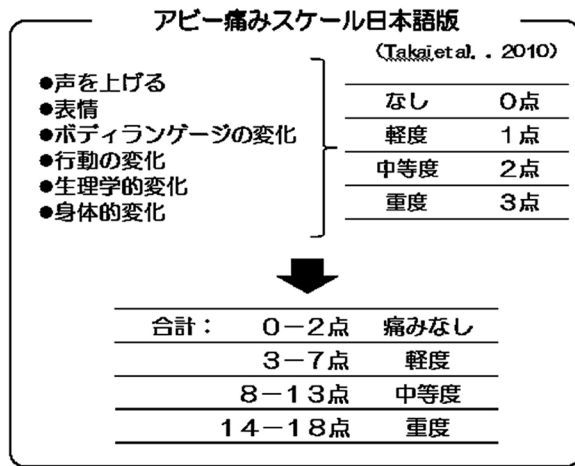 アビー痛みスケール日本語版
(Takai et al. . 2010)
●声を上げる
●表情
●ボディランゲージの変化
●行動の変化
●生理学的変化
●身体的変化
なし 0点
軽度 1点
中等度 2点
重度 3点
合計： 0－2点 痛みなし
3－7点 軽度
8－13点 中等度
14－18点 重度